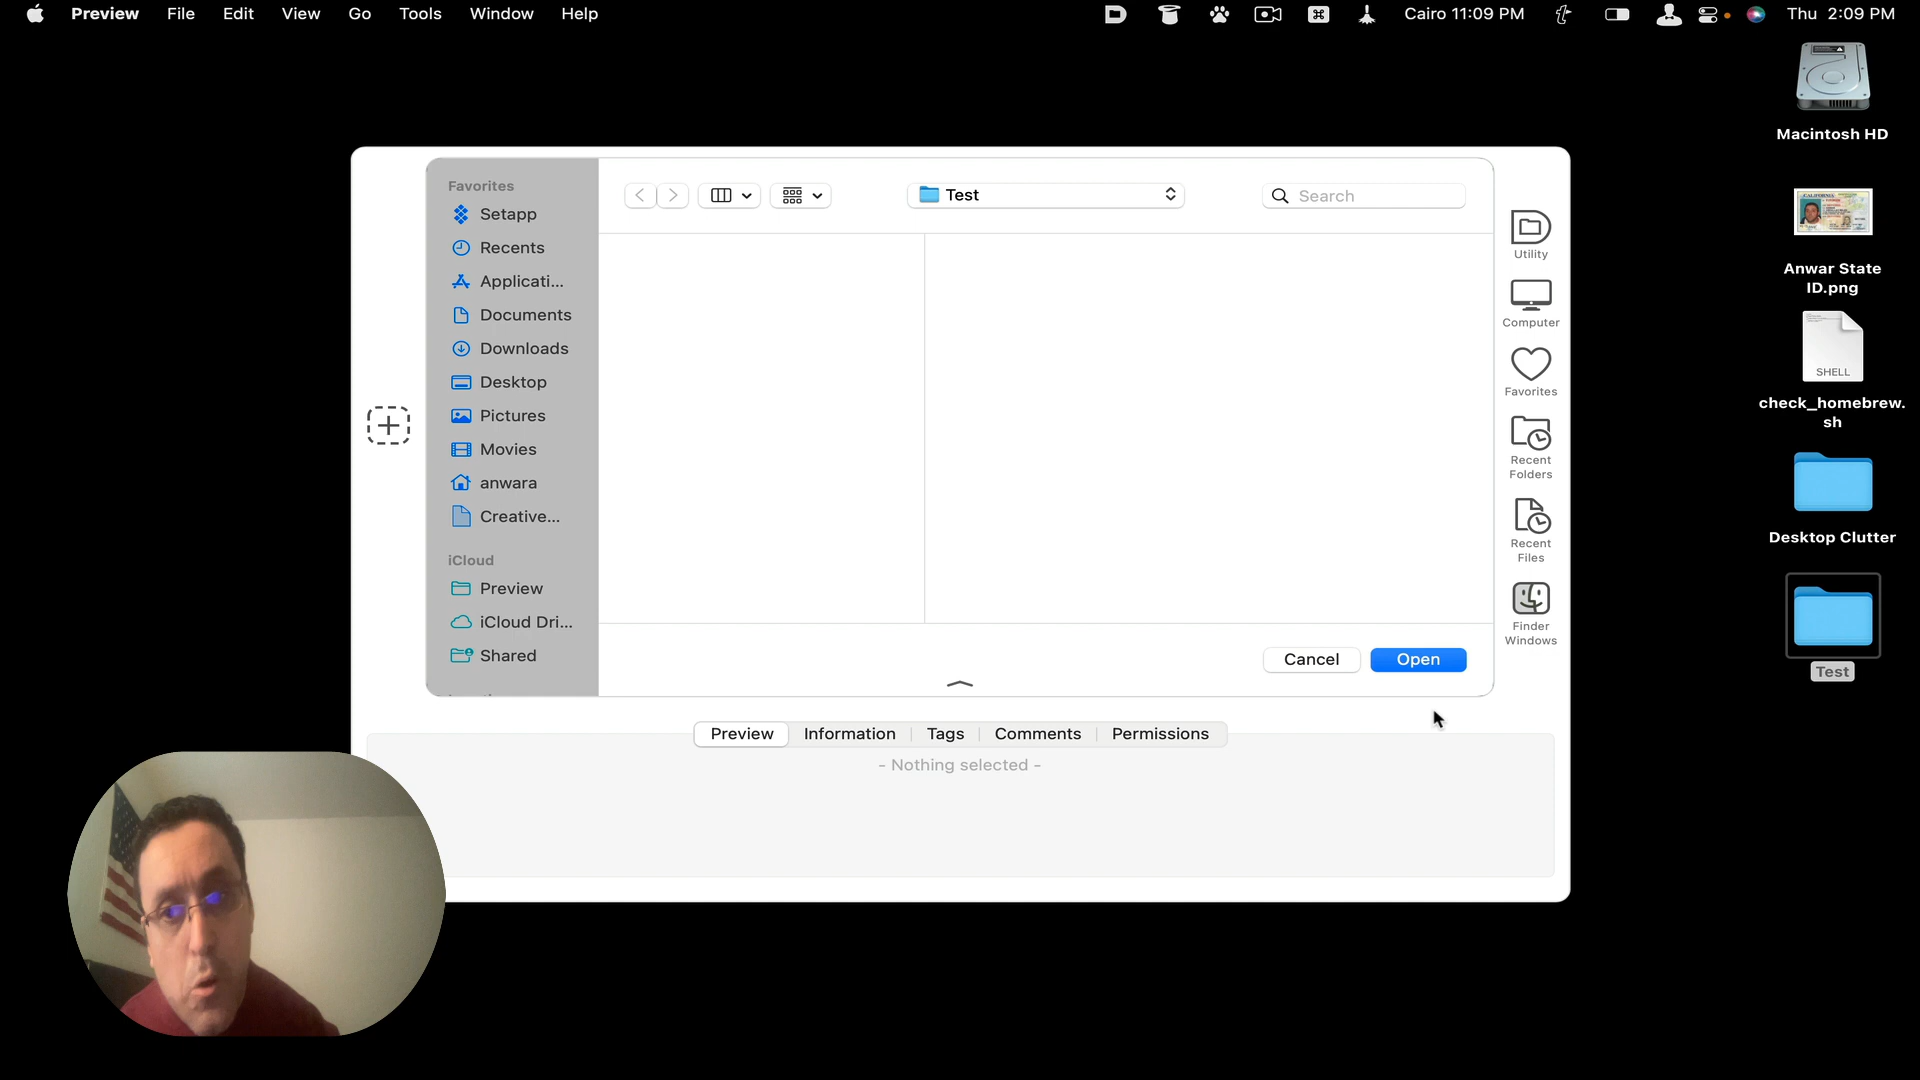 Preview File Edit View Go Tools Window Help
Cairo 11:09 PM
Thu 2:09 PM
Macintosh HD
Anwar State
ID.png
SHELL
check_homebrew.
sh
Desktop Clutter
Test
Favorites
Setapp
Recents
Applicati...
Documents
Downloads
Desktop
Pictures
Movies
anwara
Creative...
iCloud
Preview
iCloud Dri...
Shared
Test
Search
Cancel
Open
Utility
Computer
Favorites
Recent
Folders
Recent
Files
Finder
Windows
Preview Information Tags Comments Permissions
- Nothing selected -